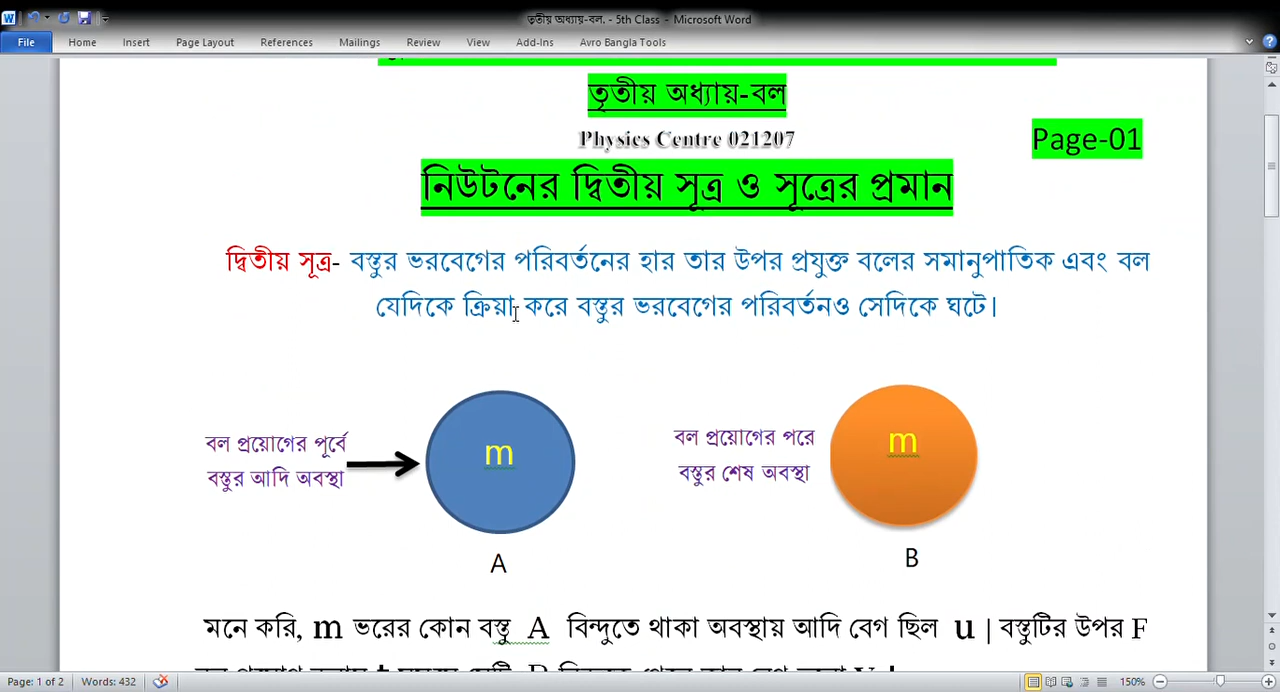 তৃতীয় অধ্যায়-বল. - 5th Class - Microsoft Word
File Home Insert Page Layout References Mailings Review View Add-Ins Avro Bangla Tools
তৃতীয় অধ্যায়-বল
Physics Centre 021207
Page-01
নিউটনের দ্বিতীয় সূত্র ও সূত্রের প্রমান
দ্বিতীয় সূত্র- বস্তুর ভরবেগের পরিবর্তনের হার তার উপর প্রযুক্ত বলের সমানুপাতিক এবং বল
যেদিকে ক্রিয়া করে বস্তুর ভরবেগের পরিবর্তনও সেদিকে ঘটে।
বল প্রয়োগের পূর্বে
বস্তুর আদি অবস্থা
m
A
বল প্রয়োগের পরে
বস্তুর শেষ অবস্থা
m
B
মনে করি, m ভরের কোন বস্তু A বিন্দুতে থাকা অবস্থায় আদি বেগ ছিল u | বস্তুটির উপর F
Page: 1 of 2 Words: 432 150%